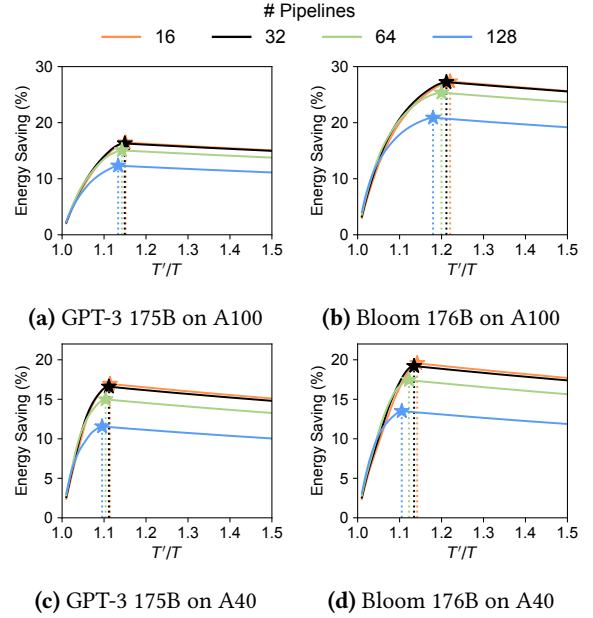 # Pipelines
16 32 64 128
30
20
10
0
Energy Saving (%)
1.0 1.1 1.2 1.3 1.4 1.5
T′/T
(a) GPT-3 175B on A100
30
20
10
0
Energy Saving (%)
1.0 1.1 1.2 1.3 1.4 1.5
T′/T
(b) Bloom 176B on A100
20
15
10
5
0
Energy Saving (%)
1.0 1.1 1.2 1.3 1.4 1.5
T′/T
(c) GPT-3 175B on A40
20
15
10
5
0
Energy Saving (%)
1.0 1.1 1.2 1.3 1.4 1.5
T′/T
(d) Bloom 176B on A40